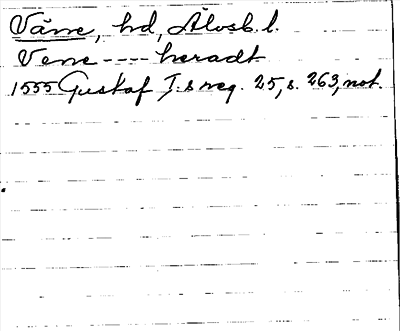 Väne, hd, Älvsb. l.
Vene ---- heradt
1555 Gustaf I.s reg. 25, s. 263, not.